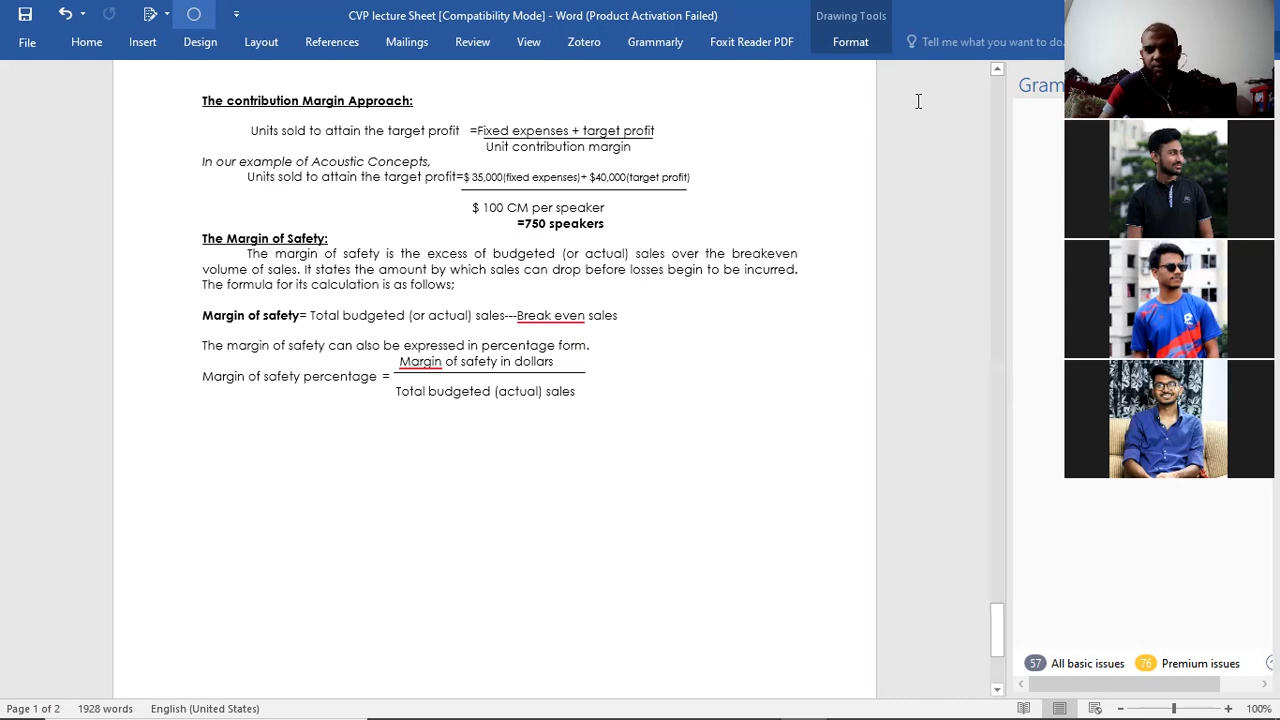 CVP lecture Sheet [Compatibility Mode] - Word (Product Activation Failed)
Drawing Tools
File Home Insert Design Layout References Mailings Review View Zotero Grammarly Foxit Reader PDF Format Tell me what you want to do.
The contribution Margin Approach:
Units sold to attain the target profit =Fixed expenses + target profit
Unit contribution margin
In our example of Acoustic Concepts,
Units sold to attain the target profit=$ 35,000(fixed expenses)+ $40,000(target profit)
$ 100 CM per speaker
=750 speakers
The Margin of Safety:
The margin of safety is the excess of budgeted (or actual) sales over the breakeven
volume of sales. It states the amount by which sales can drop before losses begin to be incurred.
The formula for its calculation is as follows;
Margin of safety= Total budgeted (or actual) sales---Break even sales
The margin of safety can also be expressed in percentage form.
Margin of safety in dollars
Margin of safety percentage =
Total budgeted (actual) sales
Gram
57 All basic issues 76 Premium issues
Page 1 of 2 1928 words English (United States) 100%